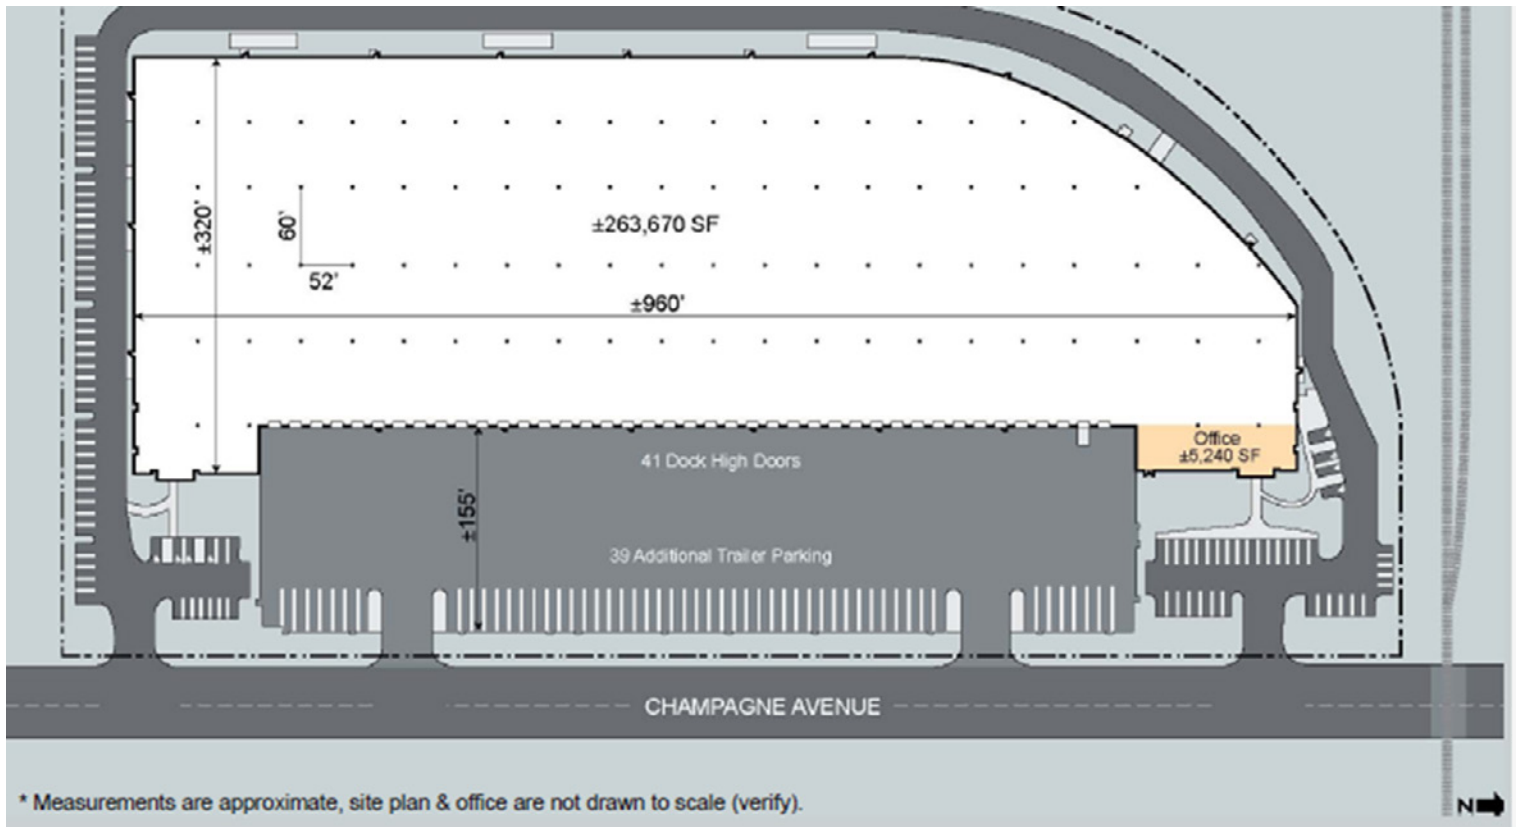 ±320'
60'
52'
±263,670 SF
±960'
Office
±5,240 SF
41 Dock High Doors
±155'
39 Additional Trailer Parking
CHAMPAGNE AVENUE
* Measurements are approximate, site plan & office are not drawn to scale (verify).
N